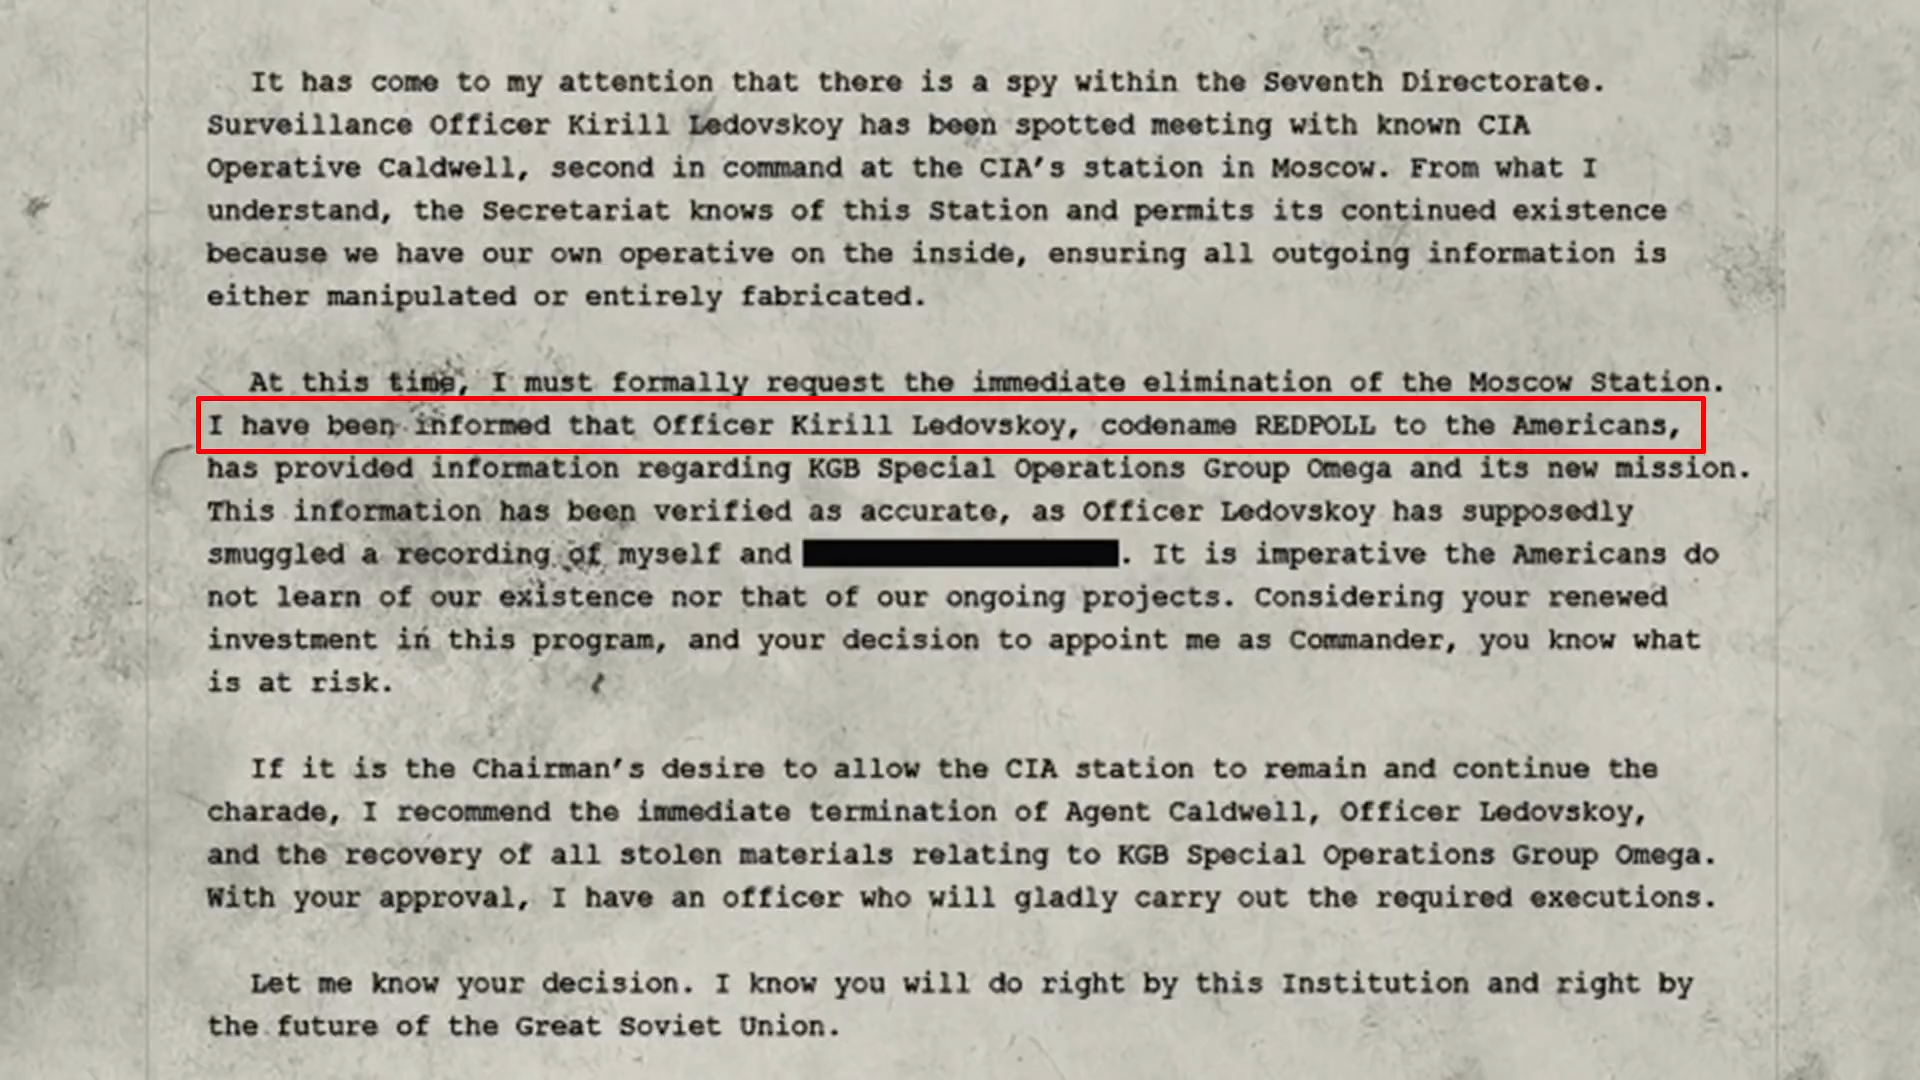 It has come to my attention that there is a spy within the Seventh Directorate.
Surveillance Officer Kirill Ledovskoy has been spotted meeting with known CIA
Operative Caldwell, second in command at the CIA's station in Moscow. From what I
understand, the Secretariat knows of this Station and permits its continued existence
because we have our own operative on the inside, ensuring all outgoing information is
either manipulated or entirely fabricated.
At this time, I must formally request the immediate elimination of the Moscow Station.
I have been informed that Officer Kirill Ledovskoy, codename REDPOLL to the Americans,
has provided information regarding KGB Special Operations Group Omega and its new mission.
This information has been verified as accurate, as Officer Ledovskoy has supposedly
smuggled a recording of myself and . It is imperative the Americans do
not learn of our existence nor that of our ongoing projects. Considering your renewed
investment in this program, and your decision to appoint me as Commander, you know what
is at risk.
If it is the Chairman's desire to allow the CIA station to remain and continue the
charade, I recommend the immediate termination of Agent Caldwell, Officer Ledovskoy,
and the recovery of all stolen materials relating to KGB Special Operations Group Omega.
With your approval, I have an officer who will gladly carry out the required executions.
Let me know your decision. I know you will do right by this Institution and right by
the future of the Great Soviet Union.